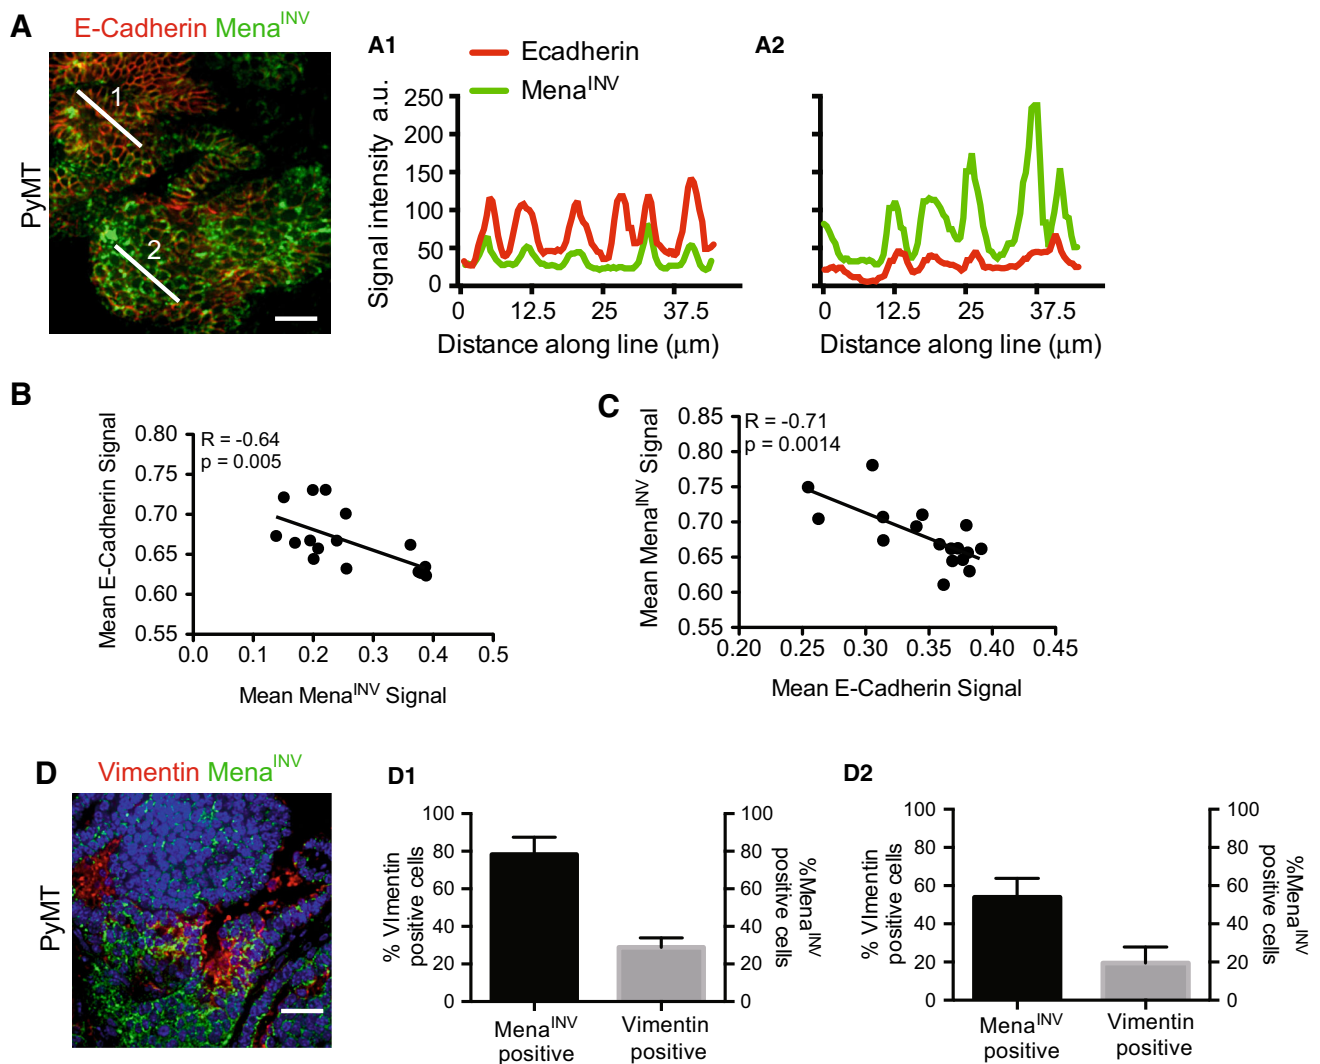 A
E-Cadherin Mena^INV
PyMT
1
2
A1
Ecadherin
Mena^INV
Signal intensity a.u.
250
200
150
100
50
0
0 12.5 25 37.5
Distance along line (μm)
A2
0 12.5 25 37.5
Distance along line (μm)
B
Mean E-Cadherin Signal
0.80
0.75
0.70
0.65
0.60
0.55
R = -0.64
p = 0.005
0.0 0.1 0.2 0.3 0.4 0.5
Mean Mena^INV Signal
C
Mean Mena^INV Signal
0.85
0.80
0.75
0.70
0.65
0.60
0.55
R = -0.71
p = 0.0014
0.20 0.25 0.30 0.35 0.40 0.45
Mean E-Cadherin Signal
D
Vimentin Mena^INV
PyMT
D1
% VImentin
positive cells
100
80
60
40
20
0
100
80
60
40
20
0
%Mena^INV
positive cells
Mena^INV
positive
Vimentin
positive
D2
% VImentin
positive cells
100
80
60
40
20
0
100
80
60
40
20
0
%Mena^INV
positive cells
Mena^INV
positive
Vimentin
positive